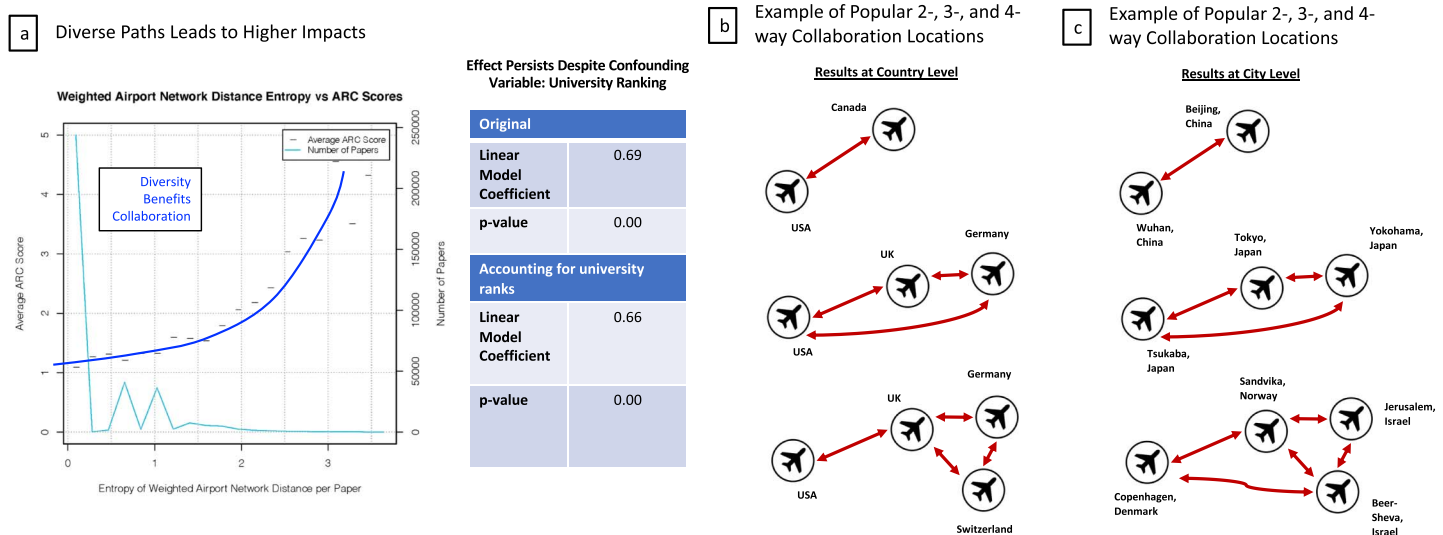 a
Diverse Paths Leads to Higher Impacts
Weighted Airport Network Distance Entropy vs ARC Scores
Average ARC Score
Number of Papers
Diversity
Benefits
Collaboration
5
4
3
2
1
0
Average ARC Score
250000
200000
150000
100000
50000
0
Number of Papers
0
1
2
3
Entropy of Weighted Airport Network Distance per Paper
Effect Persists Despite Confounding
Variable: University Ranking
Original
Linear
Model
Coefficient
0.69
p-value
0.00
Accounting for university
ranks
Linear
Model
Coefficient
0.66
p-value
0.00
b
Example of Popular 2-, 3-, and 4-
way Collaboration Locations
Results at Country Level
Canada
USA
UK
Germany
USA
UK
Germany
USA
Switzerland
c
Example of Popular 2-, 3-, and 4-
way Collaboration Locations
Results at City Level
Beijing,
China
Wuhan,
China
Tokyo,
Japan
Yokohama,
Japan
Tsukaba,
Japan
Sandvika,
Norway
Jerusalem,
Israel
Copenhagen,
Denmark
Beer-
Sheva,
Israel